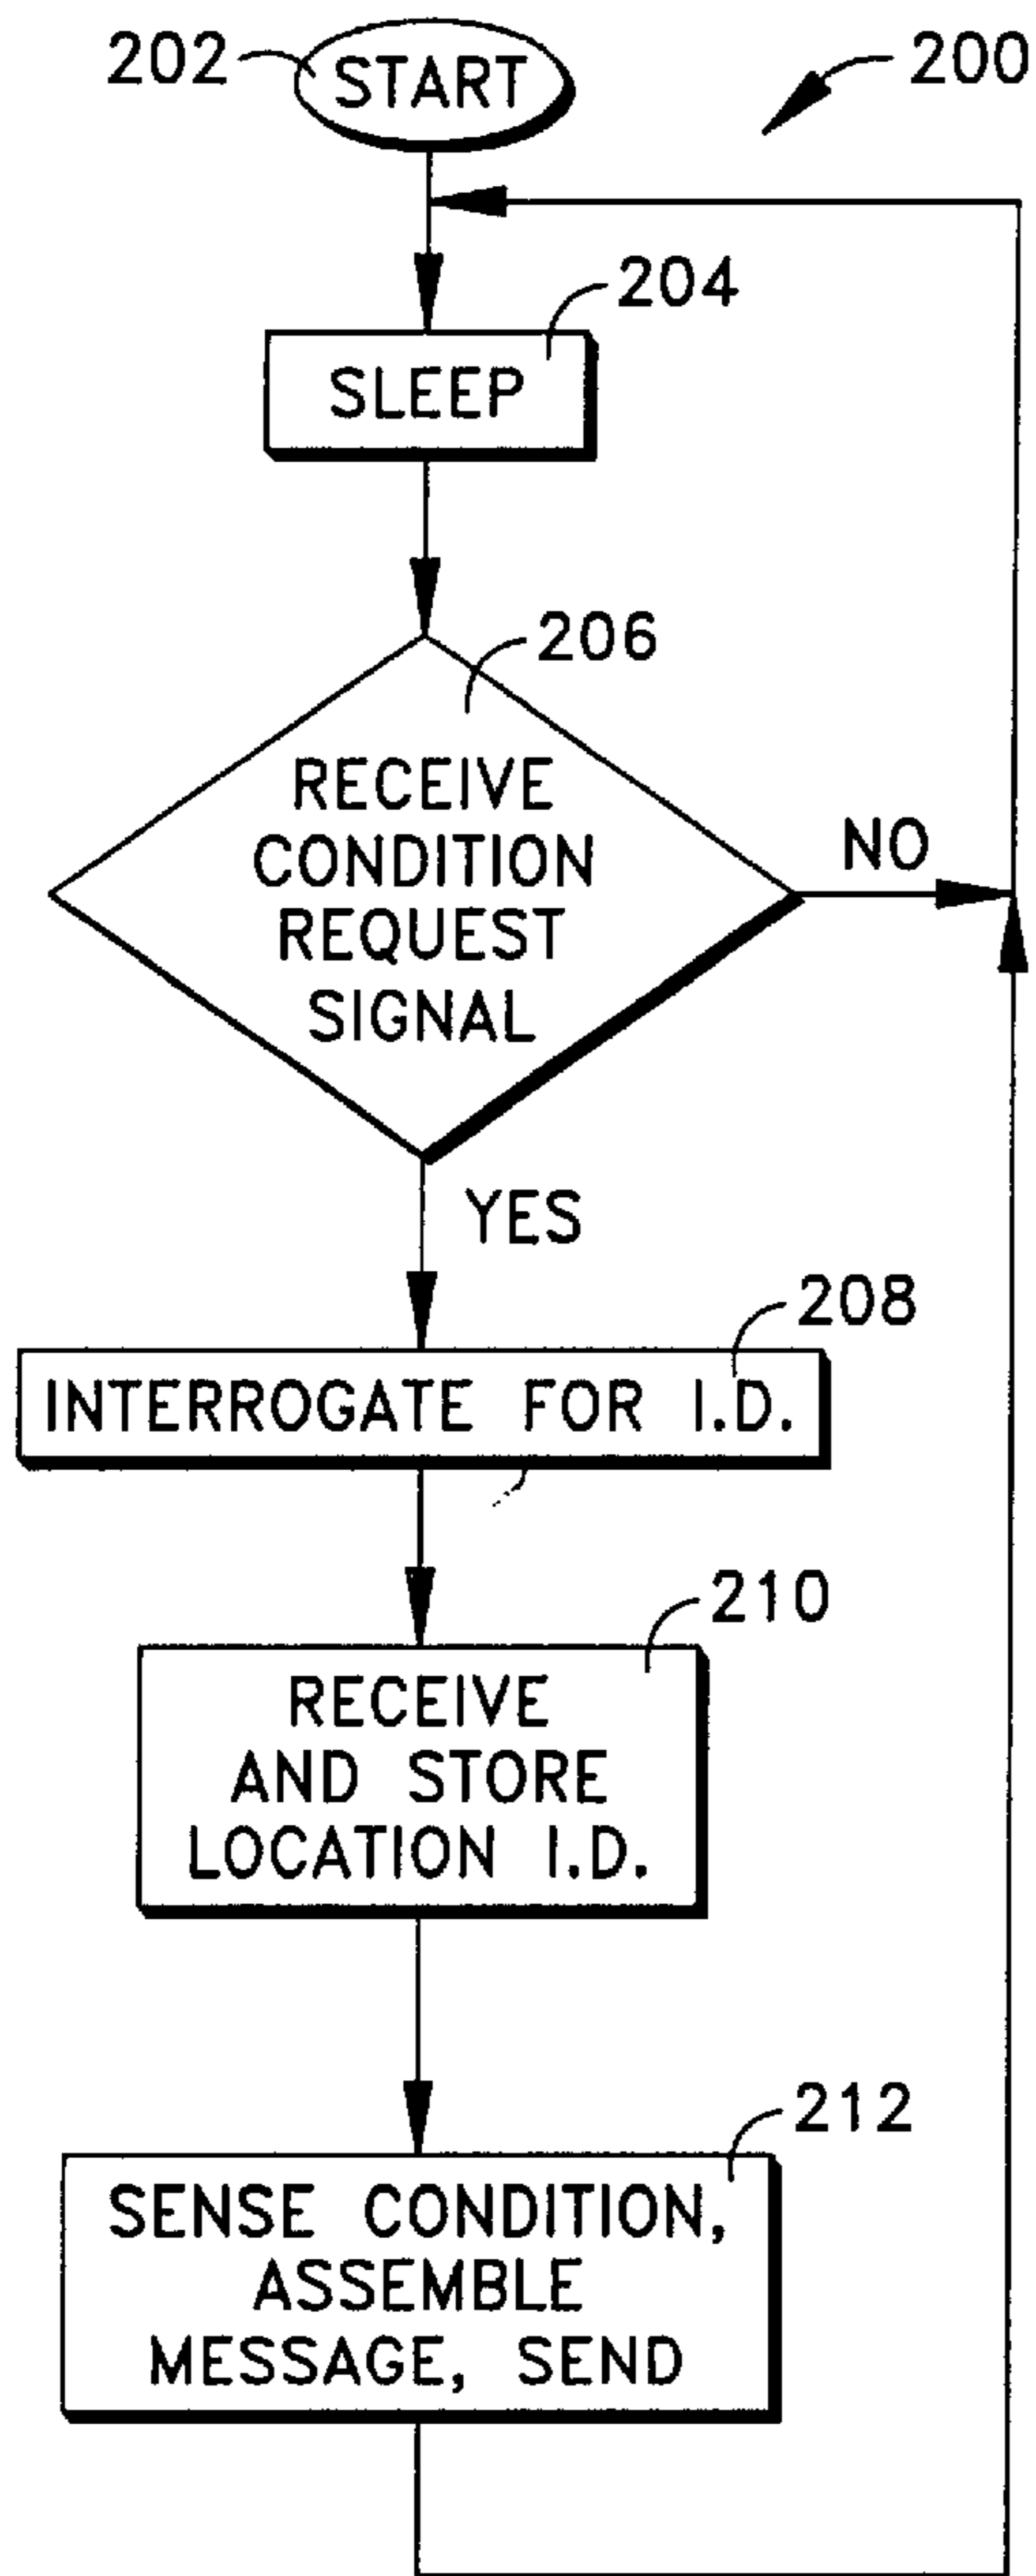 202
START
200
204
SLEEP
206
RECEIVE
CONDITION
REQUEST
SIGNAL
NO
YES
208
INTERROGATE FOR I.D.
210
RECEIVE
AND STORE
LOCATION I.D.
212
SENSE CONDITION,
ASSEMBLE
MESSAGE, SEND